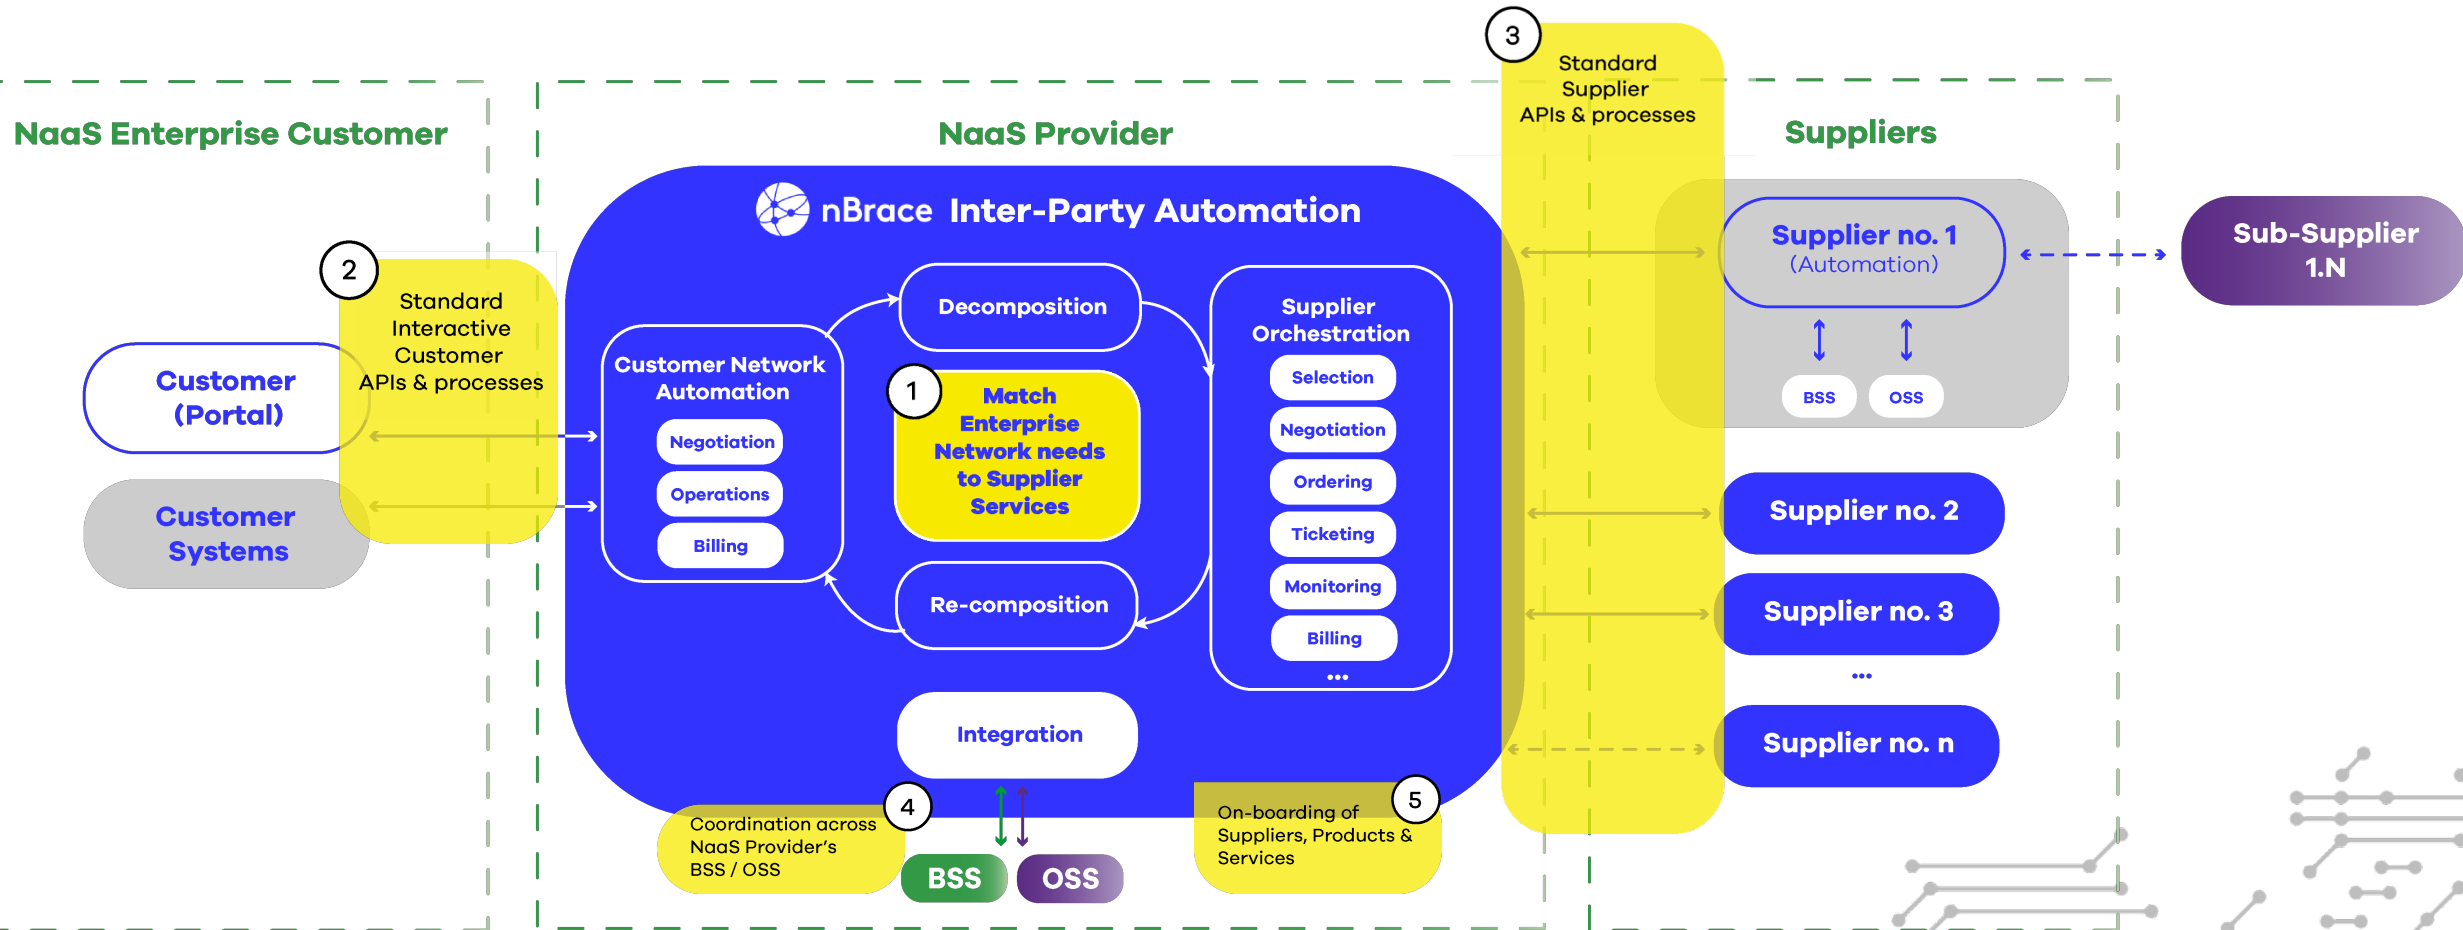 3
Standard
Supplier
APIs & processes
NaaS Enterprise Customer
NaaS Provider
Suppliers
nBrace Inter-Party Automation
2
Standard
Interactive
Customer
APIs & processes
Customer
(Portal)
Customer
Systems
Customer Network
Automation
Negotiation
Operations
Billing
Decomposition
1
Match
Enterprise
Network needs
to Supplier
Services
Re-composition
Supplier
Orchestration
Selection
Negotiation
Ordering
Ticketing
Monitoring
Billing
...
Integration
4
Coordination across
NaaS Provider's
BSS / OSS
BSS
OSS
5
On-boarding of
Suppliers, Products &
Services
Supplier no. 1
(Automation)
BSS
OSS
Sub-Supplier
1.N
Supplier no. 2
Supplier no. 3
...
Supplier no. n